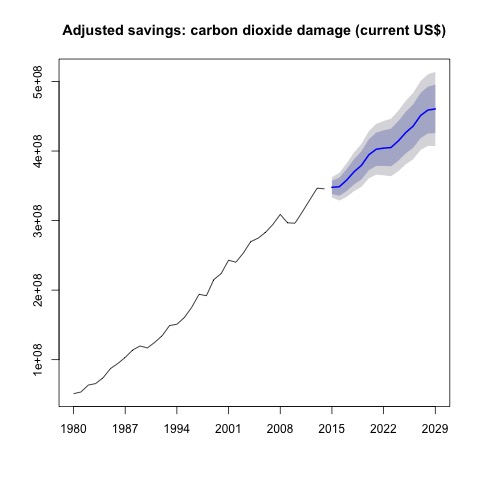 Adjusted savings: carbon dioxide damage (current US$)
5e+08
4e+08
3e+08
2e+08
1e+08
1980 1987 1994 2001 2008 2015 2022 2029